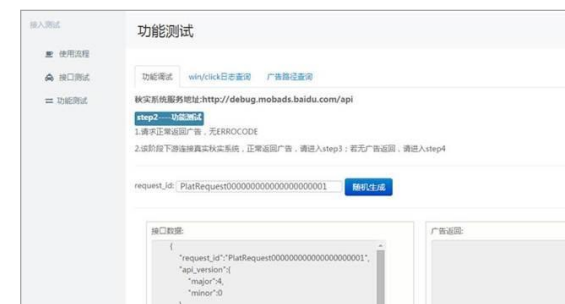 接入测试
使用流程
接口测试
功能测试
功能测试
功能调试 win/click日志查询 广告路径查询
秋实系统服务地址:http://debug.mobads.baidu.com/api
step2----功能测试
1.请求正常返回广告，无ERROCODE
2.该阶段下游连接真实秋实系统，正常返回广告，请进入step3；若无广告返回，请进入step4
request_id: PlatRequest000000000000000000001 随机生成
接口数据: 广告返回:
{
"request_id":"PlatRequest000000000000000000001",
"api_version":{
"major":4,
"minor":0